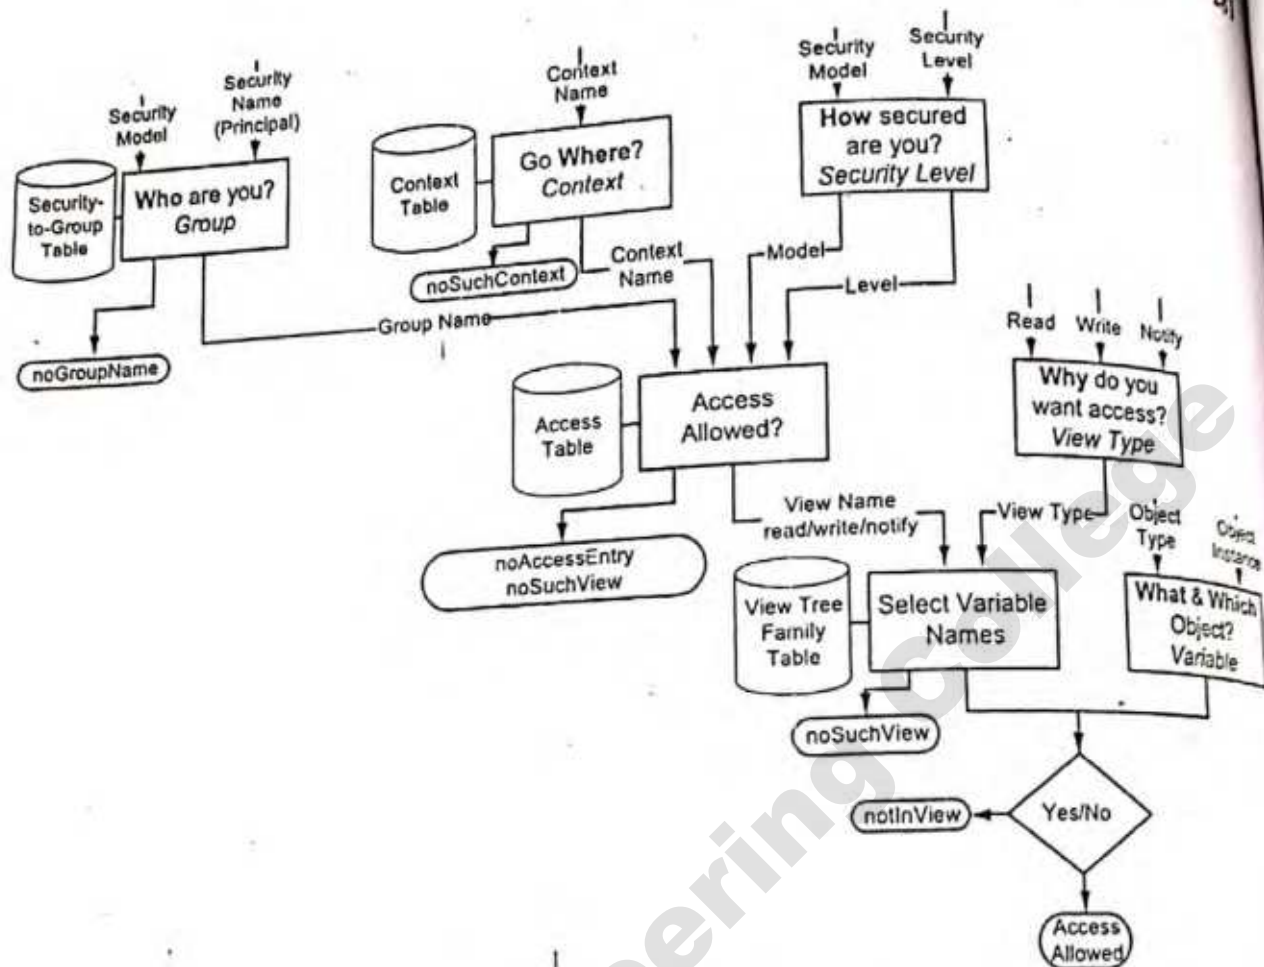 Security
Model
Security
Name
(Principal)
Context
Name
Security
Model
Security
Level
Security-
to-Group
Table
Who are you?
Group
Context
Table
Go Where?
Context
How secured
are you?
Security Level
noGroupName
noSuchContext
Group Name
Context
Name
Model
Level
Read
Write
Notify
Access
Table
Access
Allowed?
Why do you
want access?
View Type
noAccessEntry
noSuchView
View Name
read/write/notify
View Type
Object
Type
Object
Instance
View Tree
Family
Table
Select Variable
Names
What & Which
Object?
Variable
noSuchView
notInView
Yes/No
Access
Allowed
eering College